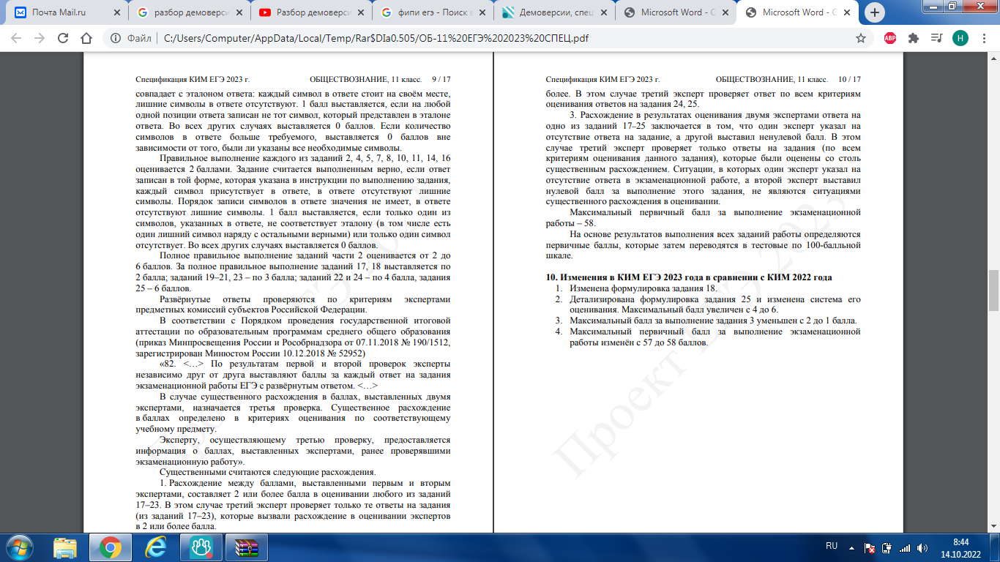 Почта Mail.ru
разбор демоверси
Разбор демоверси
фипи егэ - Поиск в
Демоверсии, спец
Microsoft Word - С
Microsoft Word - С
Файл
C:/Users/Computer/AppData/Local/Temp/Rar$DIa0.505/ОБ-11%20ЕГЭ%202023%20СПЕЦ.pdf
ABP
Н
Спецификация КИМ ЕГЭ 2023 г. ОБЩЕСТВОЗНАНИЕ, 11 класс. 9 / 17
совпадает с эталоном ответа: каждый символ в ответе стоит на своём месте,
лишние символы в ответе отсутствуют. 1 балл выставляется, если на любой
одной позиции ответа записан не тот символ, который представлен в эталоне
ответа. Во всех других случаях выставляется 0 баллов. Если количество
символов в ответе больше требуемого, выставляется 0 баллов вне
зависимости от того, были ли указаны все необходимые символы.
Правильное выполнение каждого из заданий 2, 4, 5, 7, 8, 10, 11, 14, 16
оценивается 2 баллами. Задание считается выполненным верно, если ответ
записан в той форме, которая указана в инструкции по выполнению задания,
каждый символ присутствует в ответе, в ответе отсутствуют лишние
символы. Порядок записи символов в ответе значения не имеет, в ответе
отсутствуют лишние символы. 1 балл выставляется, если только один из
символов, указанных в ответе, не соответствует эталону (в том числе есть
один лишний символ наряду с остальными верными) или только один символ
отсутствует. Во всех других случаях выставляется 0 баллов.
Полное правильное выполнение заданий части 2 оценивается от 2 до
6 баллов. За полное правильное выполнение заданий 17, 18 выставляется по
2 балла; заданий 19–21, 23 – по 3 балла; заданий 22 и 24 – по 4 балла, задания
25 – 6 баллов.
Развёрнутые ответы проверяются по критериям экспертами
предметных комиссий субъектов Российской Федерации.
В соответствии с Порядком проведения государственной итоговой
аттестации по образовательным программам среднего общего образования
(приказ Минпросвещения России и Рособрнадзора от 07.11.2018 № 190/1512,
зарегистрирован Минюстом России 10.12.2018 № 52952)
«82. <…> По результатам первой и второй проверок эксперты
независимо друг от друга выставляют баллы за каждый ответ на задания
экзаменационной работы ЕГЭ с развёрнутым ответом. <…>
В случае существенного расхождения в баллах, выставленных двумя
экспертами, назначается третья проверка. Существенное расхождение
в баллах определено в критериях оценивания по соответствующему
учебному предмету.
Эксперту, осуществляющему третью проверку, предоставляется
информация о баллах, выставленных экспертами, ранее проверявшими
экзаменационную работу».
Существенными считаются следующие расхождения.
1. Расхождение между баллами, выставленными первым и вторым
экспертами, составляет 2 или более балла в оценивании любого из заданий
17–23. В этом случае третий эксперт проверяет только те ответы на задания
(из заданий 17–23), которые вызвали расхождение в оценивании экспертов
в 2 или более балла.
Спецификация КИМ ЕГЭ 2023 г. ОБЩЕСТВОЗНАНИЕ, 11 класс. 10 / 17
более. В этом случае третий эксперт проверяет ответ по всем критериям
оценивания ответов на задания 24, 25.
3. Расхождение в результатах оценивания двумя экспертами ответа на
одно из заданий 17–25 заключается в том, что один эксперт указал на
отсутствие ответа на задание, а другой выставил ненулевой балл. В этом
случае третий эксперт проверяет только ответы на задания (по всем
критериям оценивания данного задания), которые были оценены со столь
существенным расхождением. Ситуации, в которых один эксперт указал на
отсутствие ответа в экзаменационной работе, а второй эксперт выставил
нулевой балл за выполнение этого задания, не являются ситуациями
существенного расхождения в оценивании.
Максимальный первичный балл за выполнение экзаменационной
работы – 58.
На основе результатов выполнения всех заданий работы определяются
первичные баллы, которые затем переводятся в тестовые по 100-балльной
шкале.
10. Изменения в КИМ ЕГЭ 2023 года в сравнении с КИМ 2022 года
1. Изменена формулировка задания 18.
2. Детализирована формулировка задания 25 и изменена система его
оценивания. Максимальный балл увеличен с 4 до 6.
3. Максимальный балл за выполнение задания 3 уменьшен с 2 до 1 балла.
4. Максимальный первичный балл за выполнение экзаменационной
работы изменён с 57 до 58 баллов.
Проект ЕГЭ 2023
RU
8:44
14.10.2022